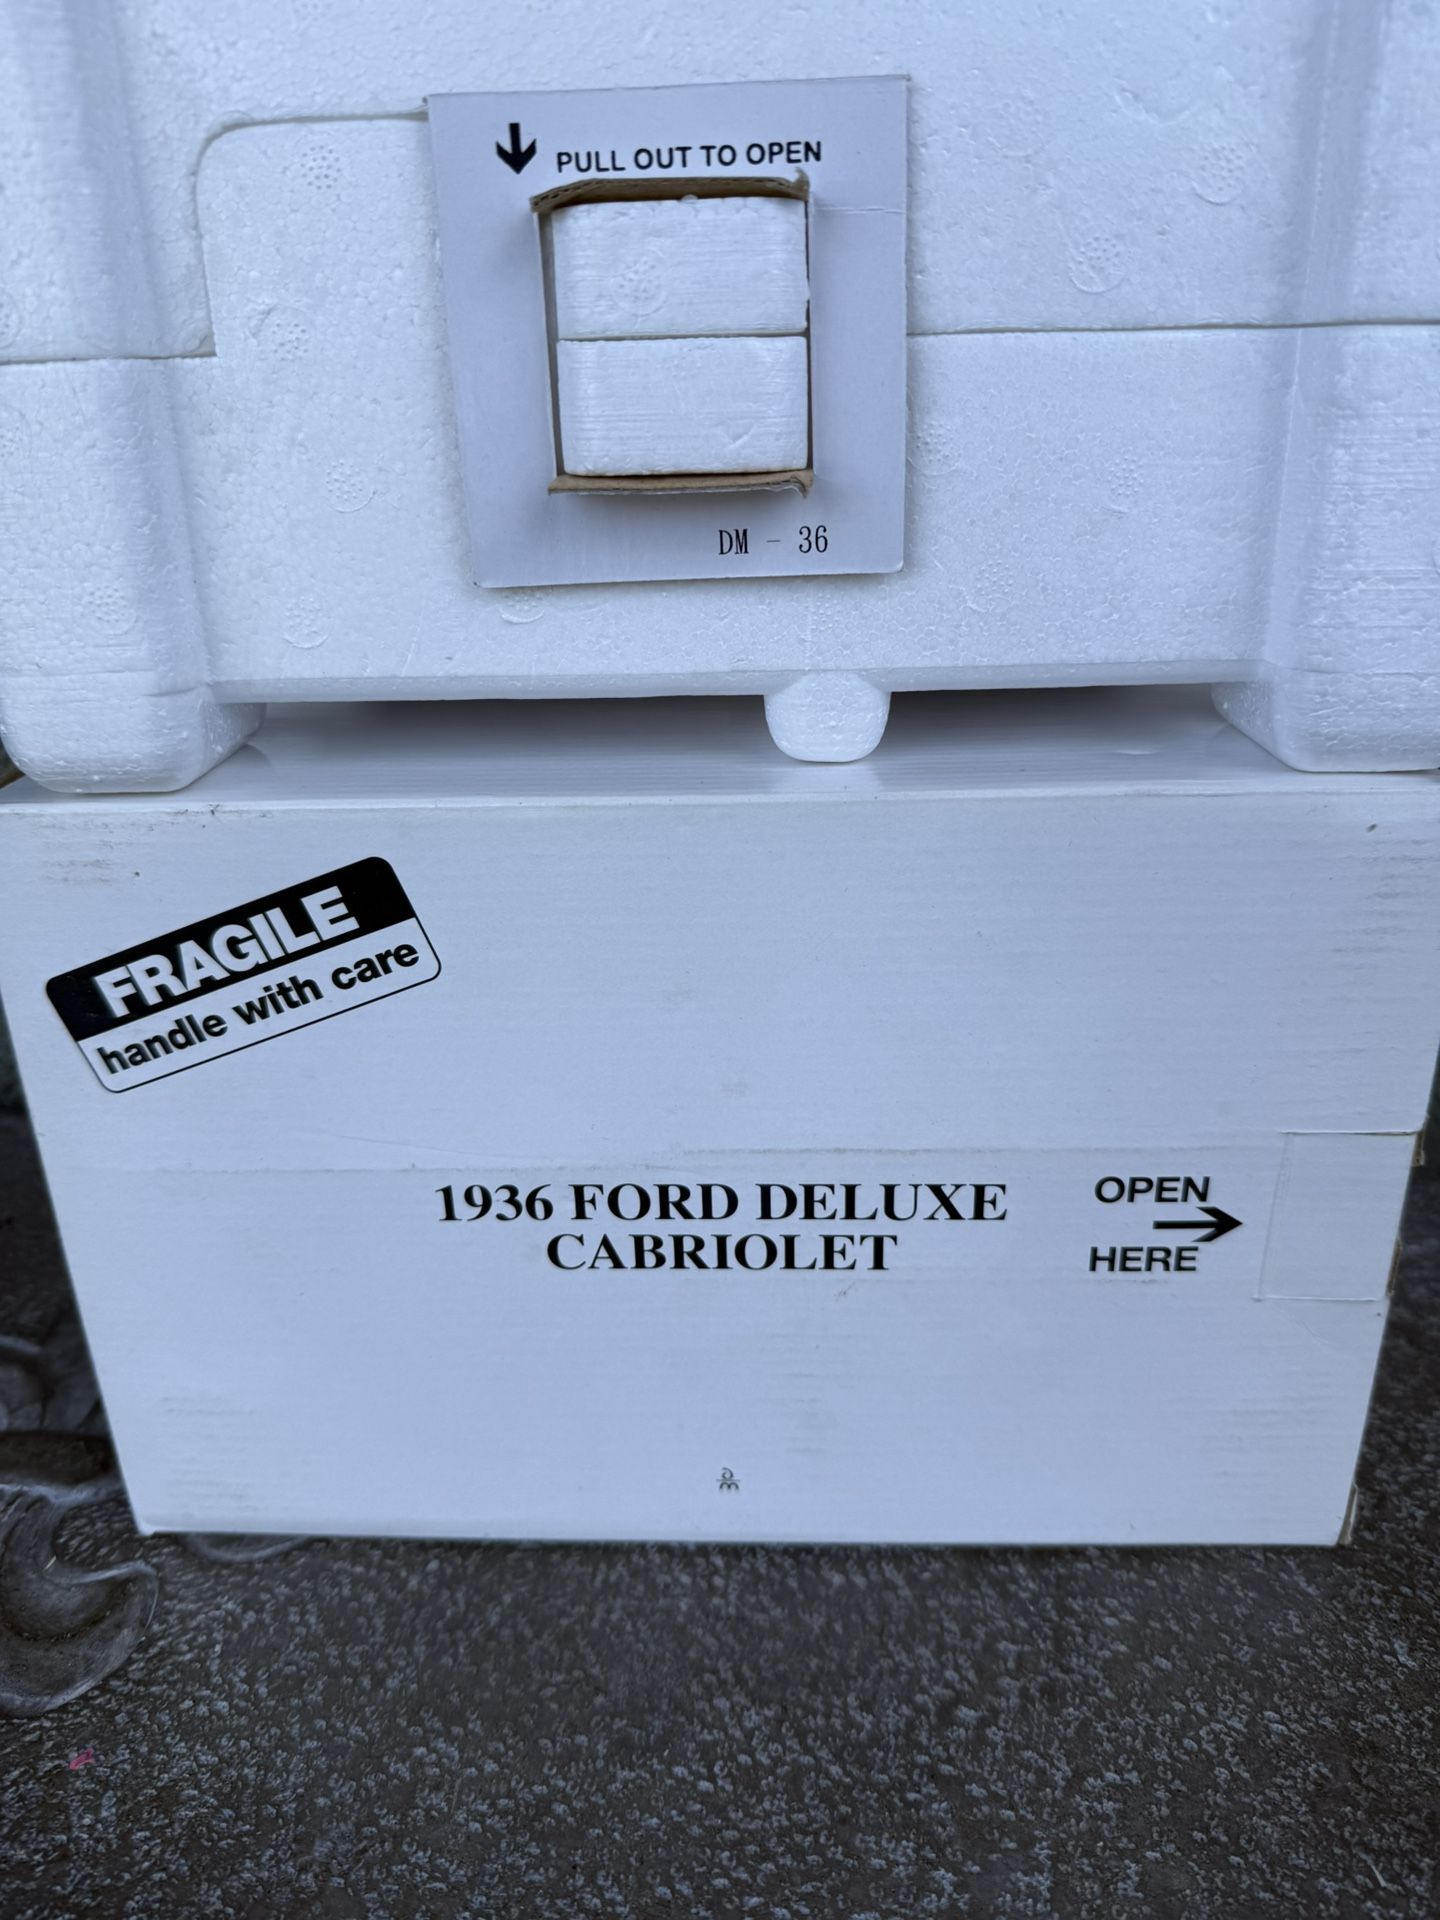 PULL OUT TO OPEN
DM - 36
FRAGILE
handle with care
1936 FORD DELUXE
CABRIOLET
OPEN
HERE